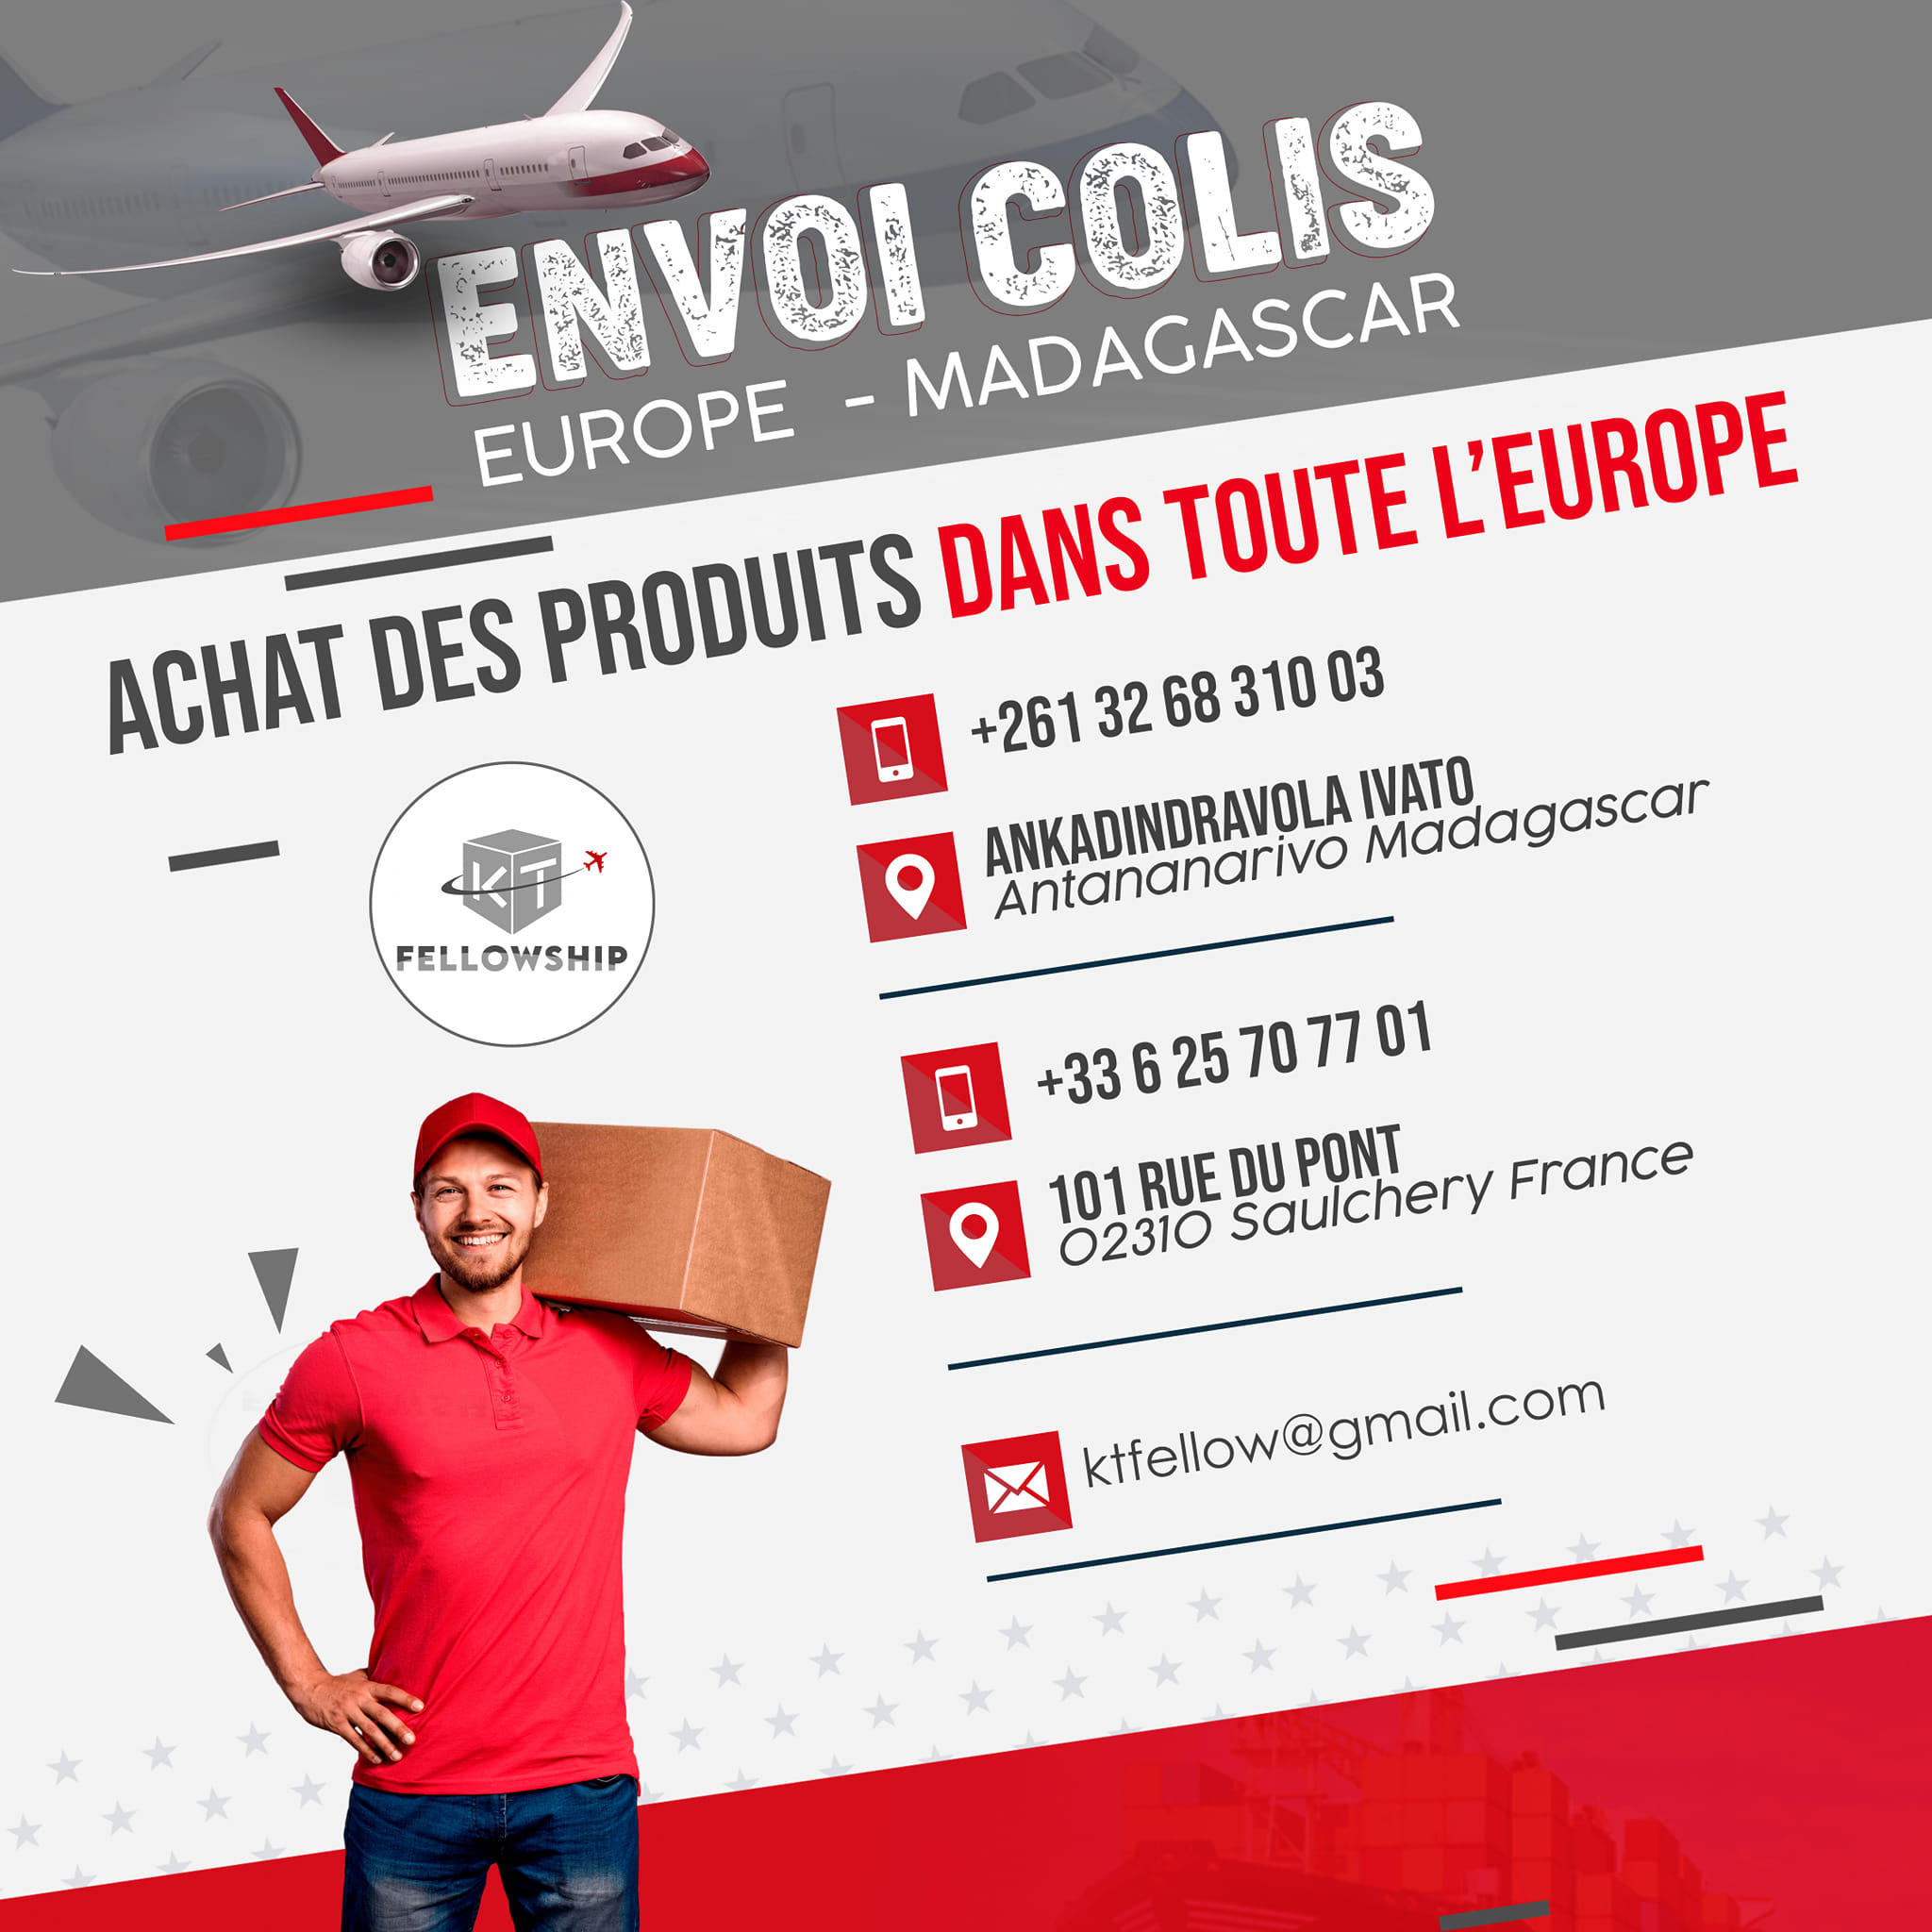 ENVOI COLIS
EUROPE - MADAGASCAR
ACHAT DES PRODUITS DANS TOUTE L'EUROPE
+261 32 68 310 03
ANKADINDRAVOLA IVATO
Antananarivo Madagascar
KT
FELLOWSHIP
+33 6 25 70 77 01
101 RUE DU PONT
02310 Saulchery France
ktfellow@gmail.com